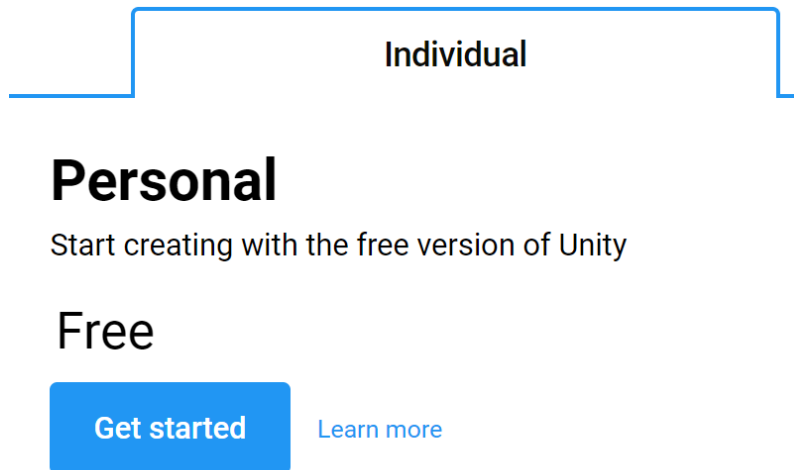 Individual
Personal
Start creating with the free version of Unity
Free
Get started
Learn more